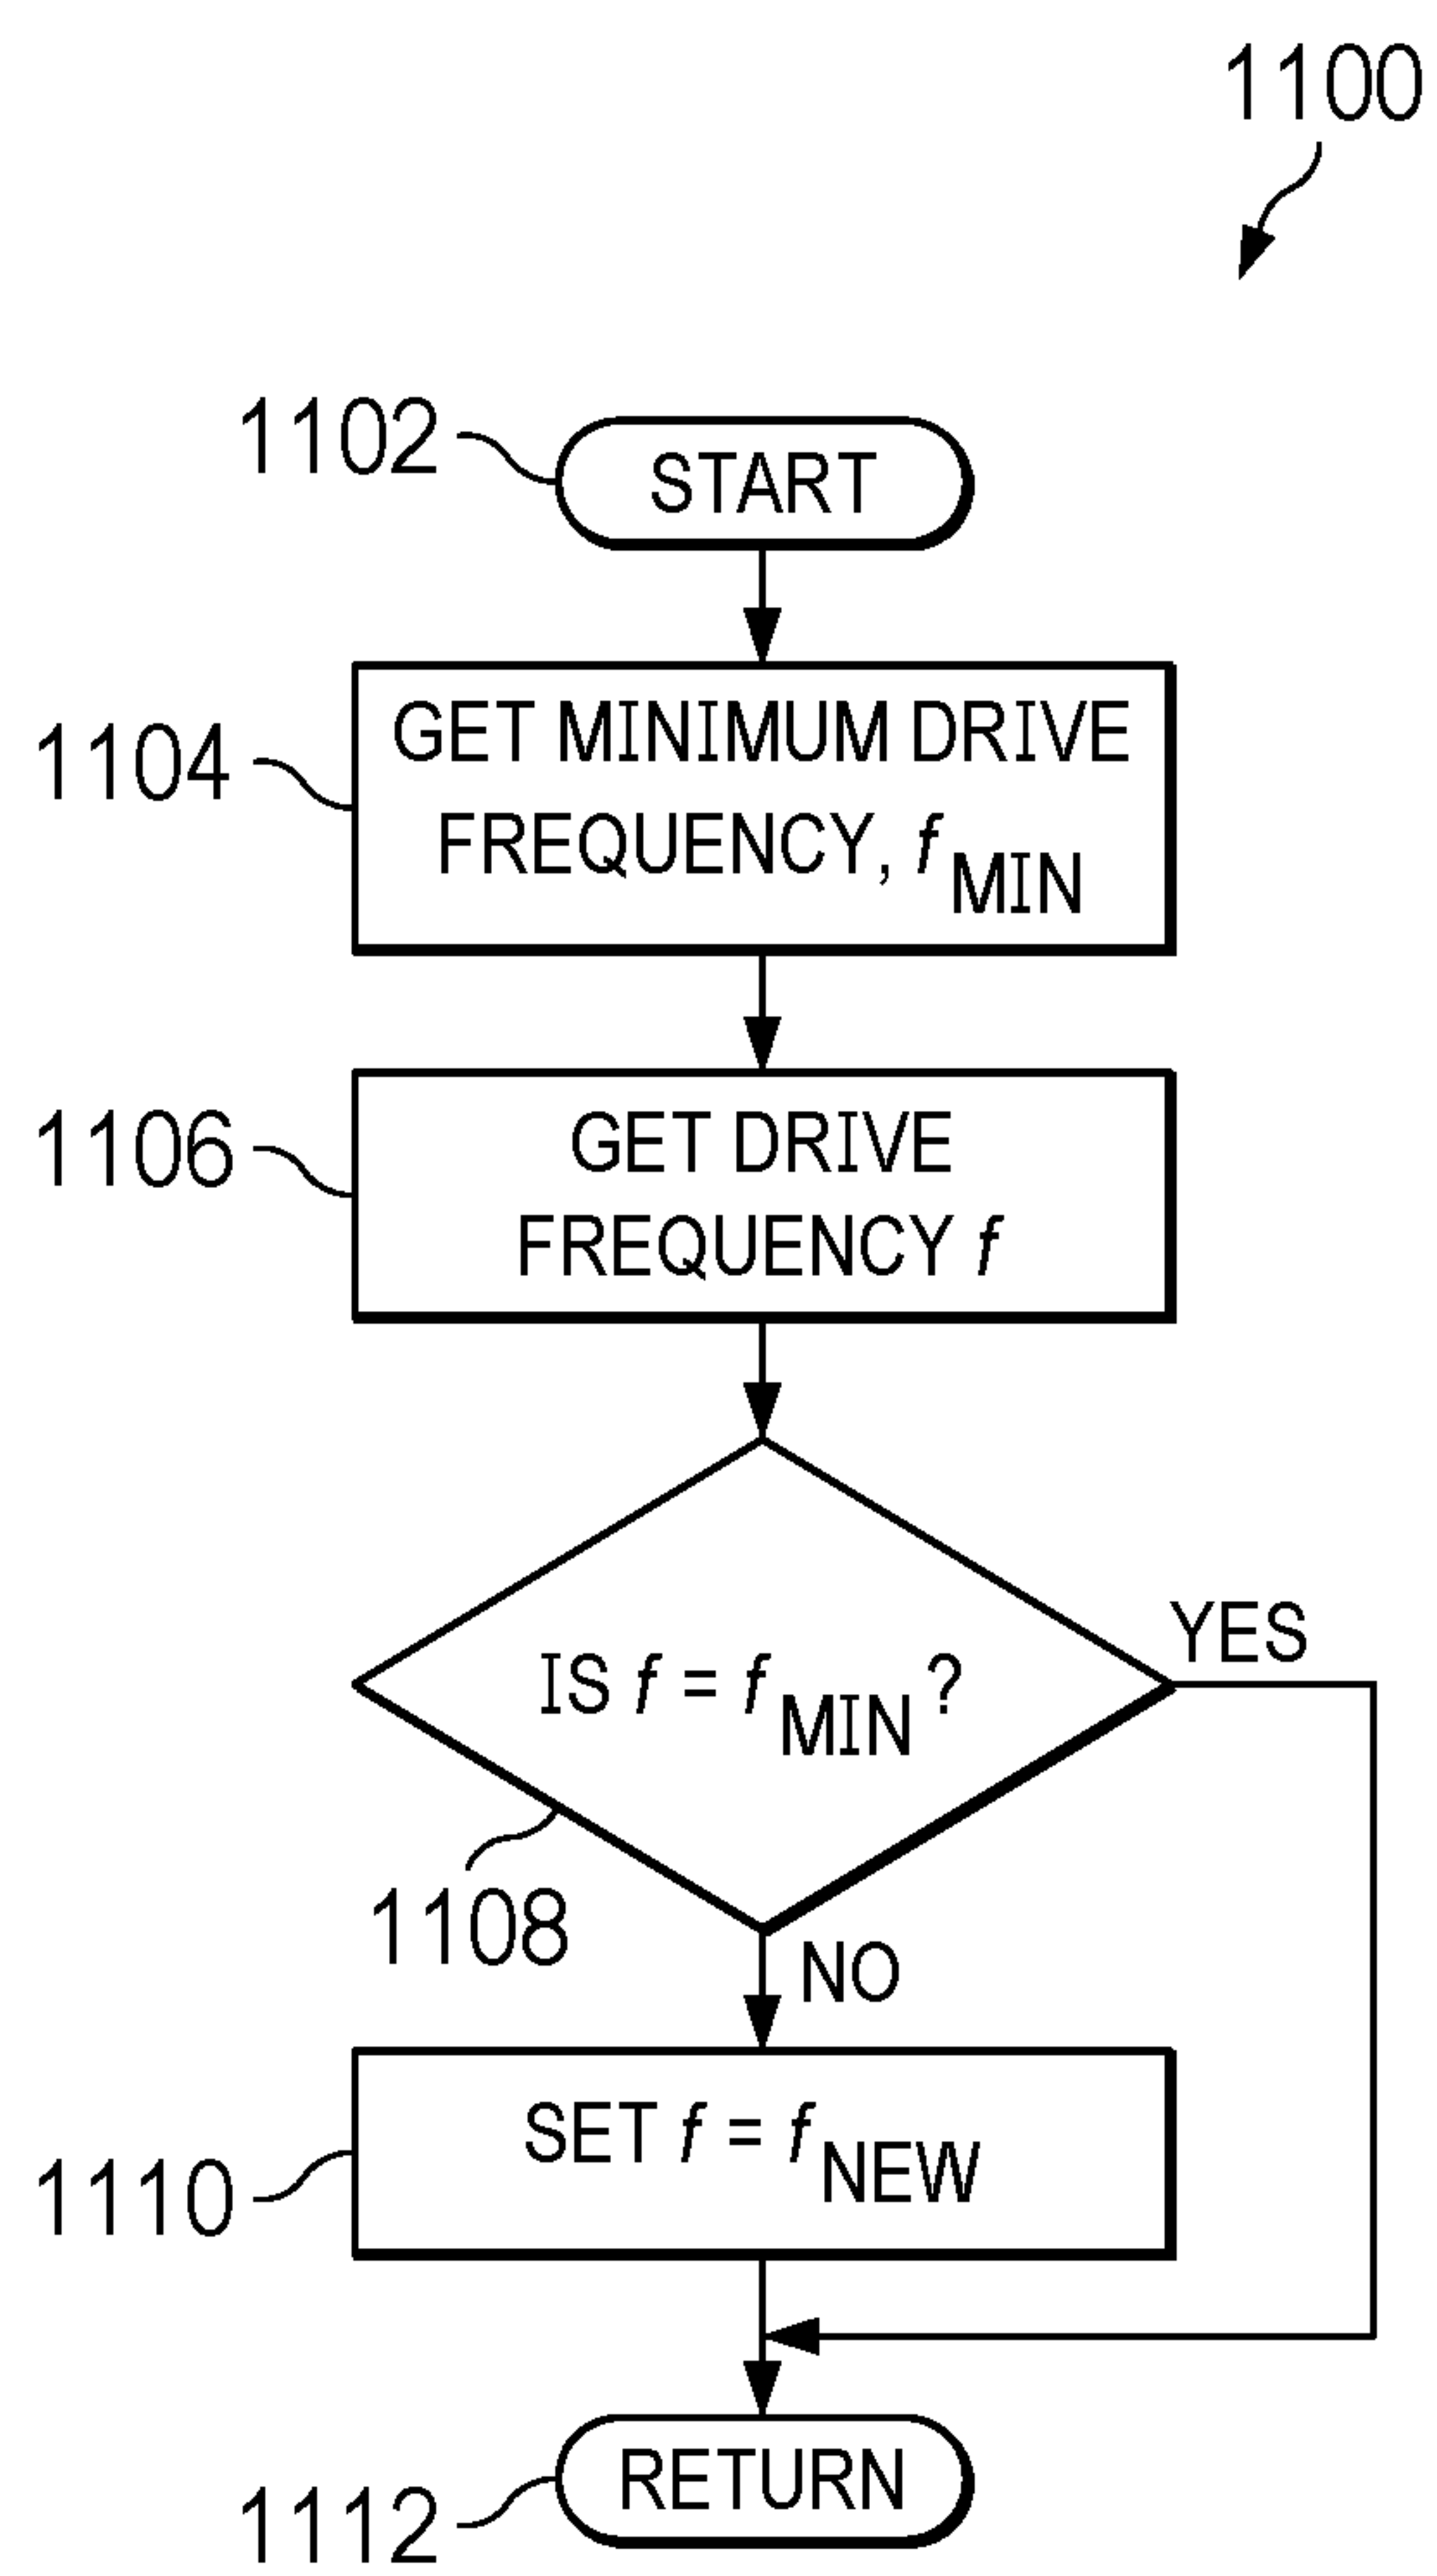 1100
1102
START
1104
GET MINIMUM DRIVE
FREQUENCY, f MIN
1106
GET DRIVE
FREQUENCY f
IS f = f MIN ?
YES
1108
NO
SET f = f NEW
1110
RETURN
1112